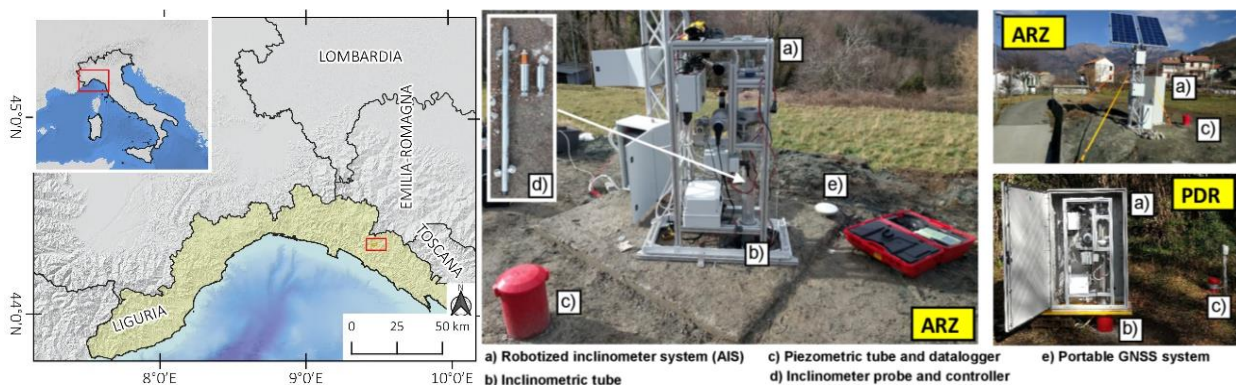 LOMBARDIA
EMILIA-ROMAGNA
TOSCANA
LIGURIA
45°0'N
44°0'N
8°0'E
9°0'E
10°0'E
N
0 25 50 km
a)
d)
e)
b)
c)
ARZ
ARZ
a)
c)
PDR
a)
b)
c)
a) Robotized inclinometer system (AIS)
b) Inclinometric tube
c) Piezometric tube and datalogger
d) Inclinometer probe and controller
e) Portable GNSS system